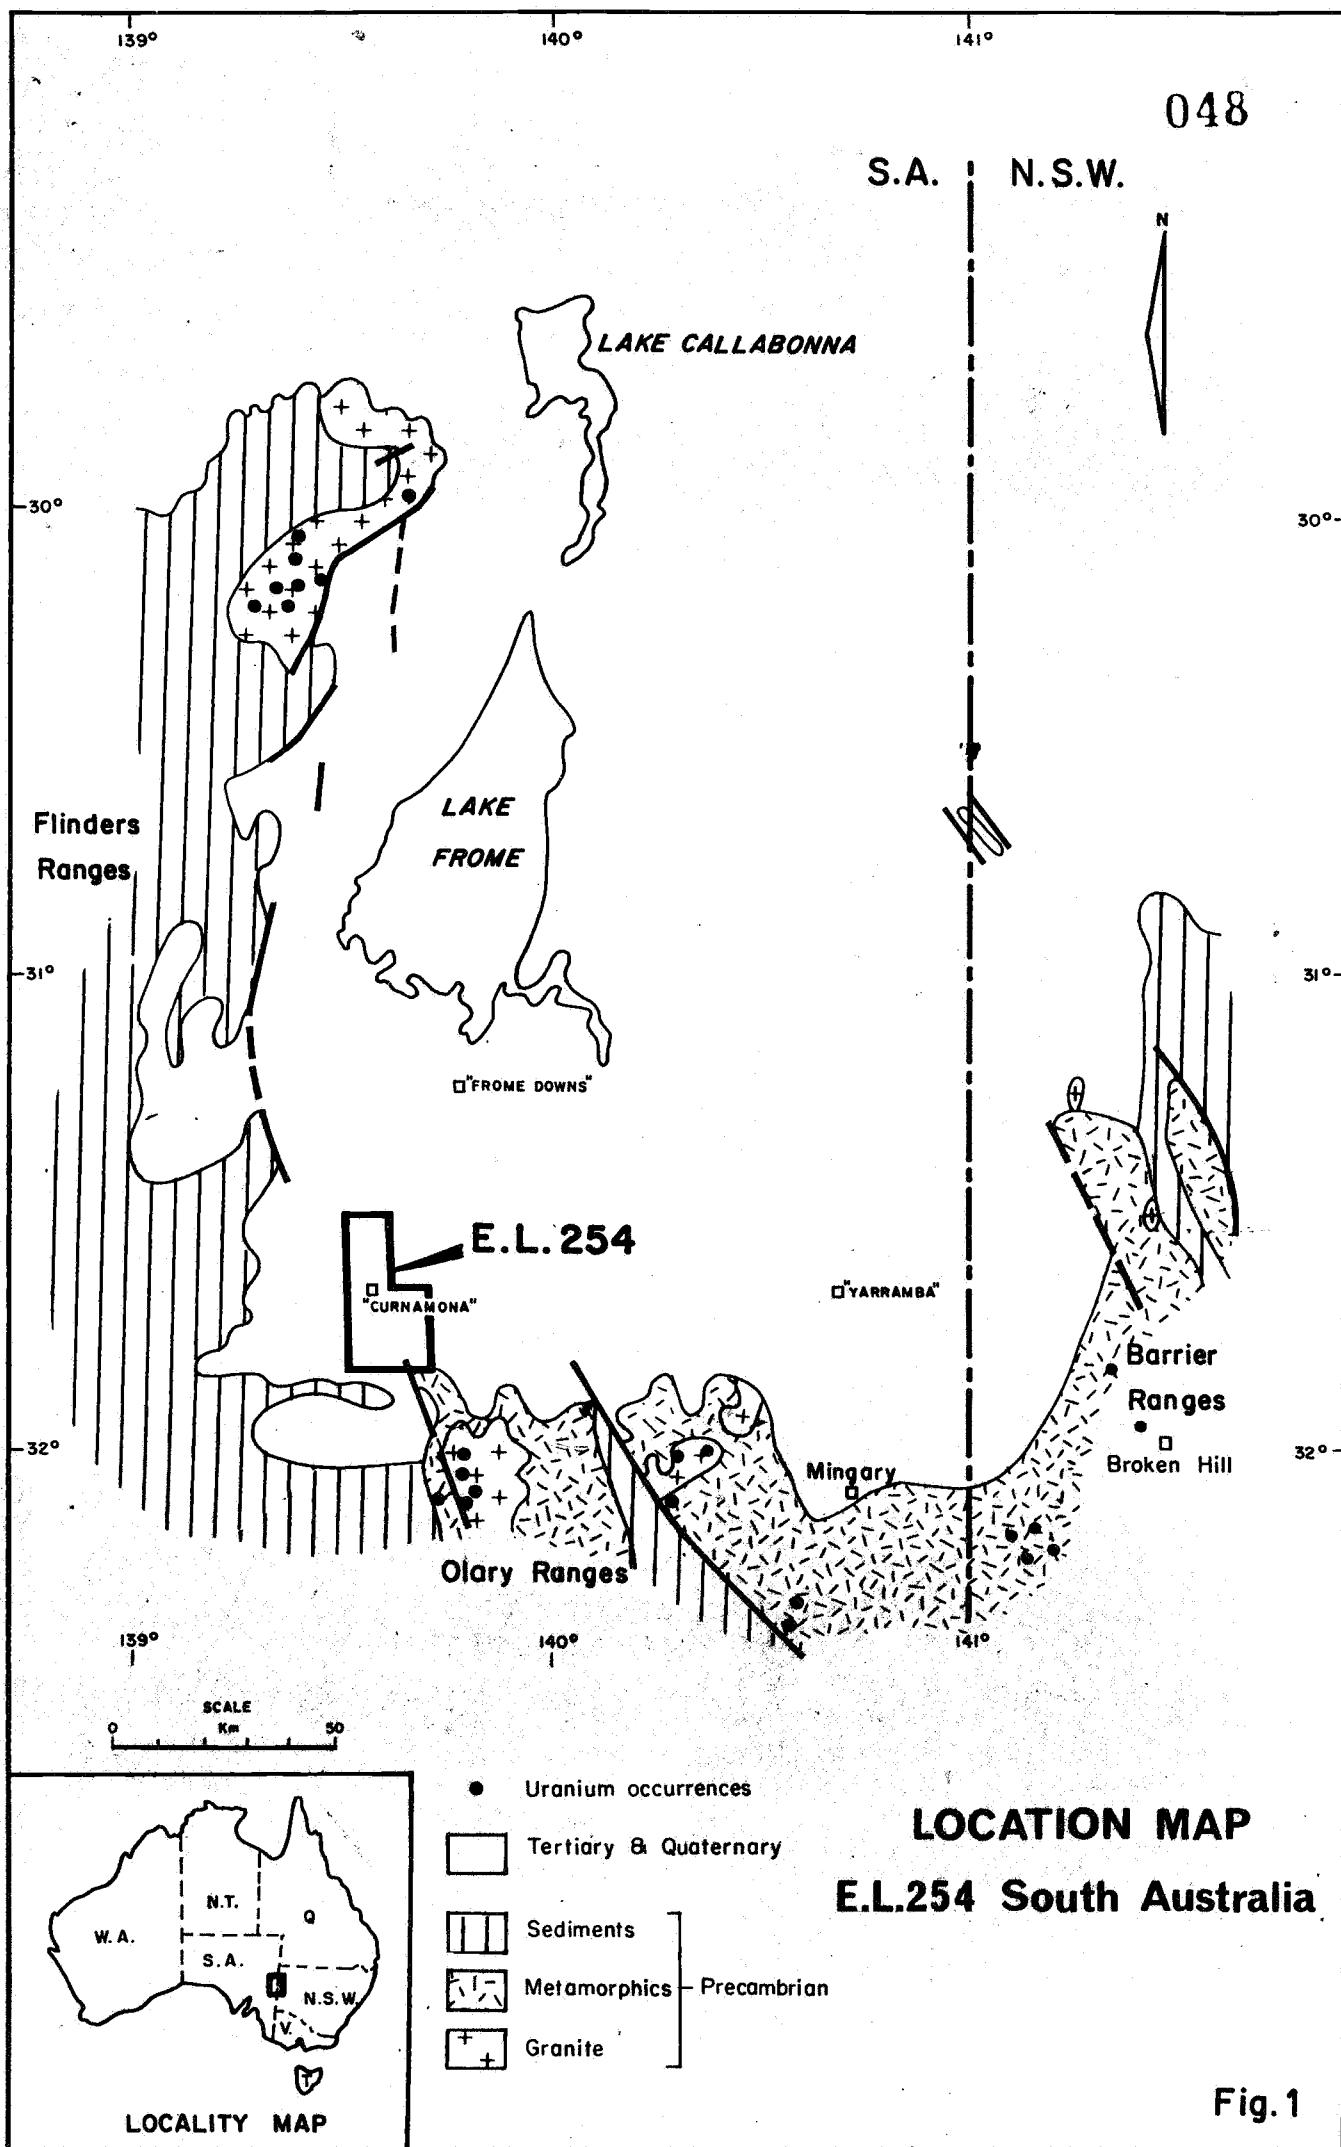 139°
140°
141°
048
S.A.
N.S.W.
N
LAKE CALLABONNA
30°
30°
LAKE
FROME
Flinders
Ranges
31°
31°
"FROME DOWNS"
E.L.254
"CURNAMONA"
"YARRAMBA"
Barrier
Ranges
32°
32°
Mingary
Broken Hill
Olary Ranges
139°
140°
141°
SCALE
0 Km 50
Uranium occurrences
Tertiary & Quaternary
Sediments
Metamorphics
Precambrian
Granite
LOCATION MAP
E.L.254 South Australia
W.A.
N.T.
Q
S.A.
N.S.W.
V.
T
LOCALITY MAP
Fig.1